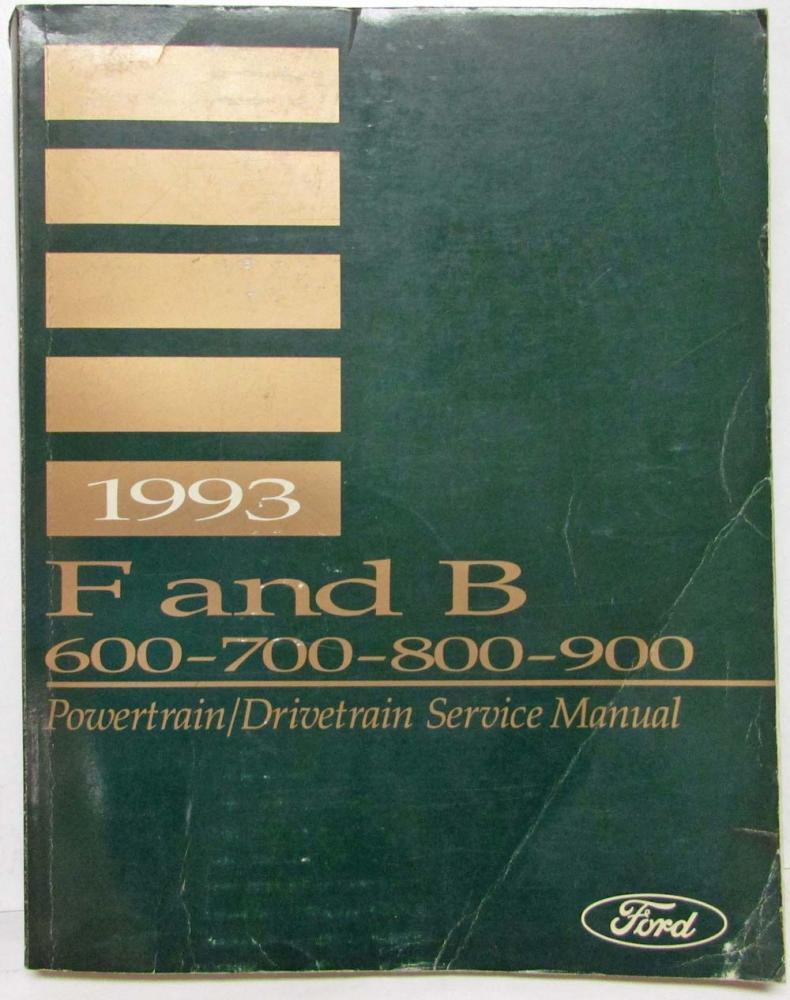 1993
F and B
600-700-800-900
Powertrain/Drivetrain Service Manual
Ford